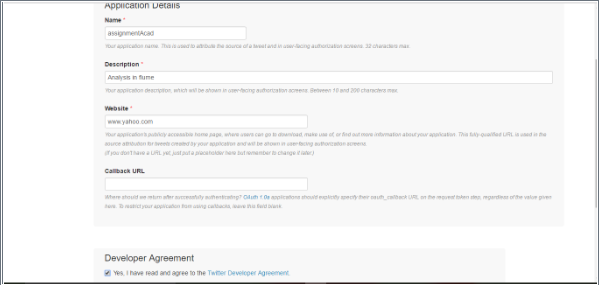 Application Details
Name *
assignmentAcad
Your application name. This is used to attribute the source of a tweet and in user-facing authorization screens. 32 characters max.
Description *
Analysis in flume
Your application description, which will be shown in user-facing authorization screens. Between 10 and 200 characters max.
Website *
www.yahoo.com
Your application's publicly accessible home page, where users can go to download, make use of, or find out more information about your application. This fully-qualified URL is used in the
source attribution for tweets created by your application and will be shown in user-facing authorization screens.
(If you don't have a URL yet, just put a placeholder here but remember to change it later.)
Callback URL
Where should we return after successfully authenticating? OAuth 1.0a applications should explicitly specify their oauth_callback URL on the request token step, regardless of the value given
here. To restrict your application from using callbacks, leave this field blank.
Developer Agreement
Yes, I have read and agree to the Twitter Developer Agreement.